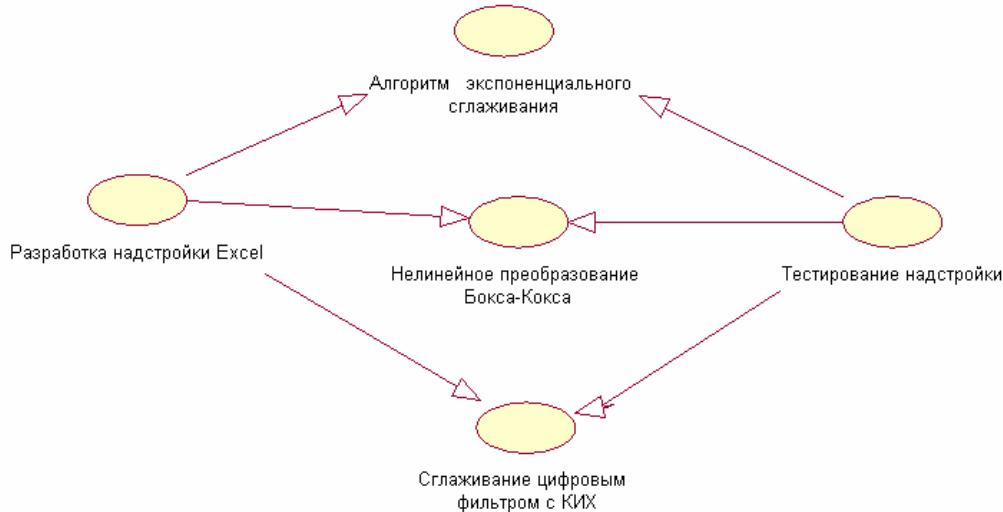 Алгоритм экспоненциального
сглаживания
Разработка надстройки Excel
Нелинейное преобразование
Бокса-Кокса
Тестирование надстройки
Сглаживание цифровым
фильтром с КИХ